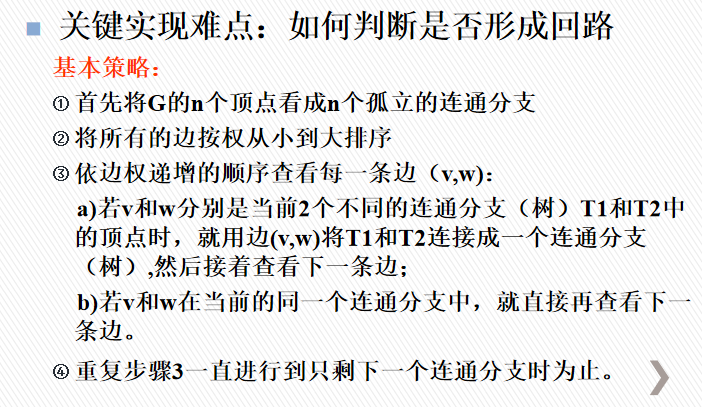 关键实现难点：如何判断是否形成回路
基本策略：
① 首先将G的n个顶点看成n个孤立的连通分支
② 将所有的边按权从小到大排序
③ 依边权递增的顺序查看每一条边（v,w）:
a)若v和w分别是当前2个不同的连通分支（树）T1和T2中
的顶点时，就用边(v,w)将T1和T2连接成一个连通分支
（树）,然后接着查看下一条边；
b)若v和w在当前的同一个连通分支中，就直接再查看下一
条边。
④ 重复步骤3一直进行到只剩下一个连通分支时为止。